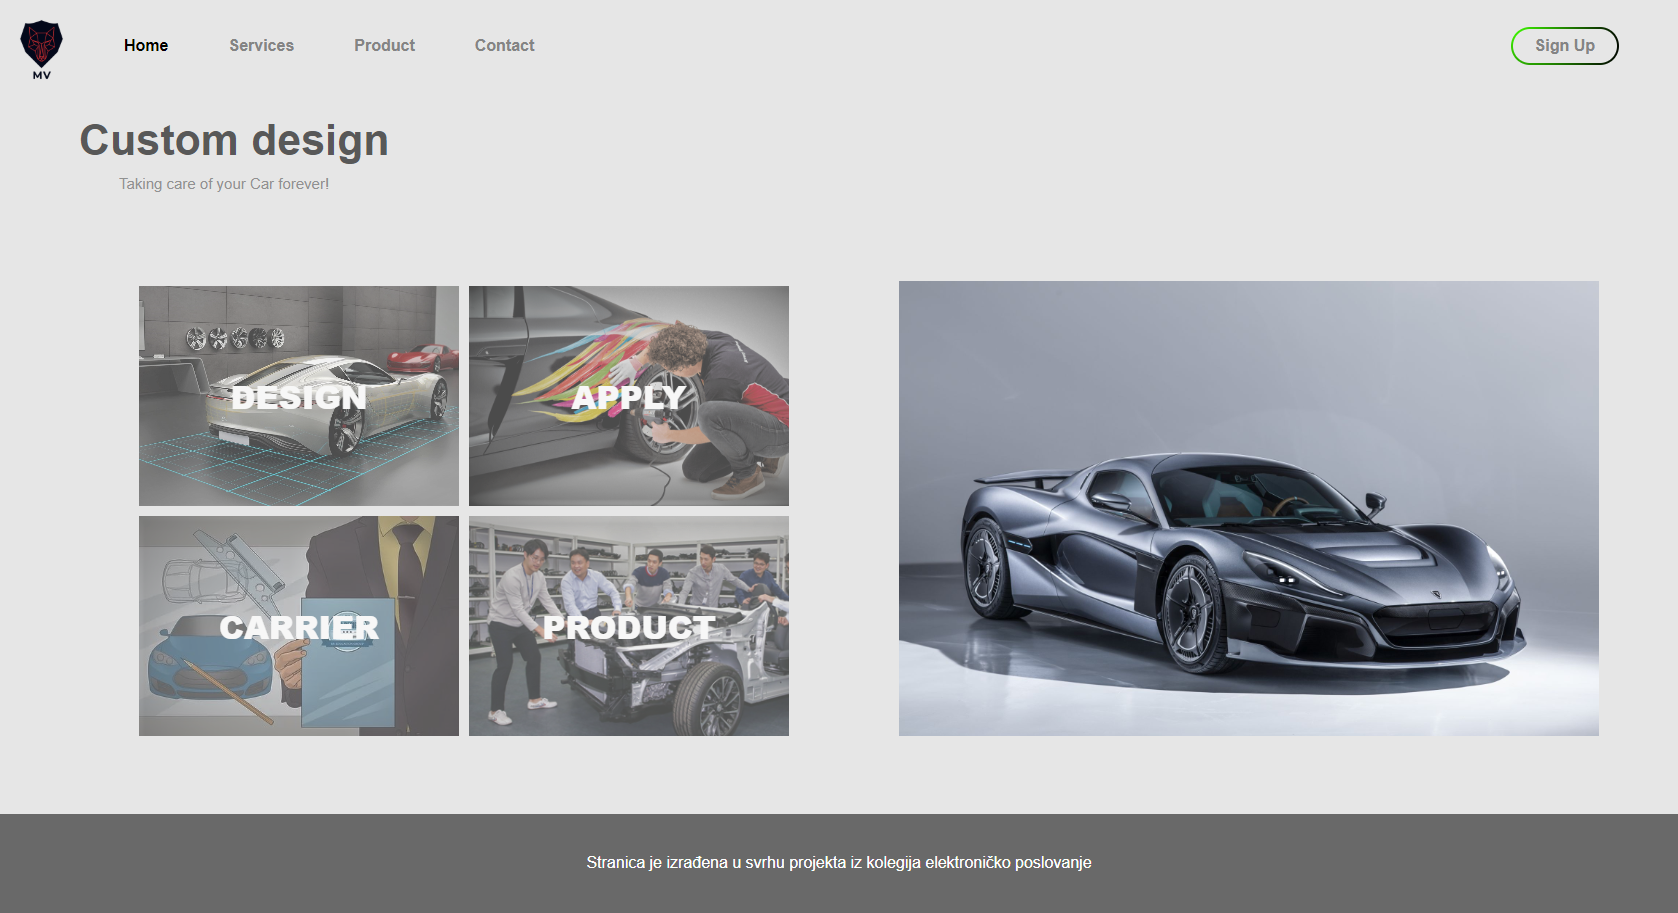 MV
Home
Services
Product
Contact
Sign Up
Custom design
Taking care of your Car forever!
DESIGN
APPLY
CARRIER
PRODUCT
Stranica je izrađena u svrhu projekta iz kolegija elektroničko poslovanje